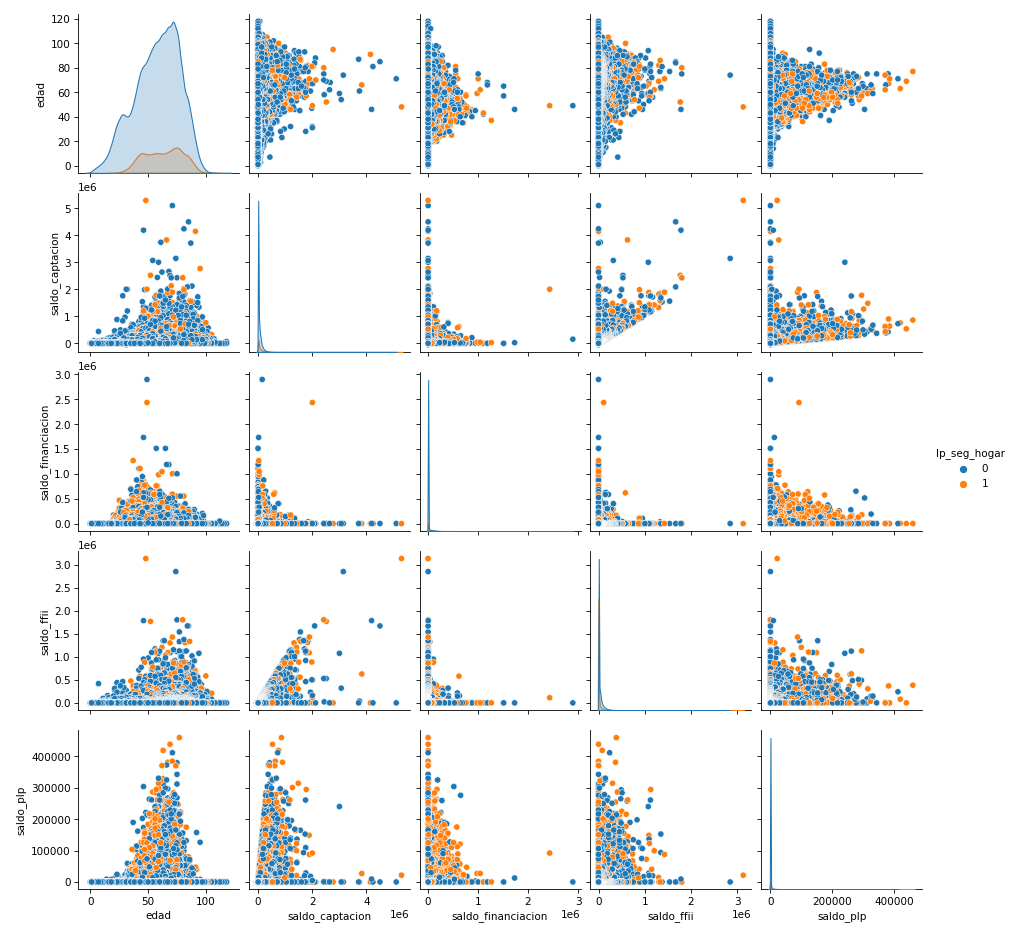 120
100
80
60
40
20
0
edad
1e6
5
4
3
2
1
0
saldo_captacion
1e6
3.0
2.5
2.0
1.5
1.0
0.5
0.0
saldo_financiacion
lp_seg_hogar
0
1
1e6
3.0
2.5
2.0
1.5
1.0
0.5
0.0
saldo_ffii
400000
300000
200000
100000
0
saldo_plp
0 50 100
edad
0 2 4
1e6
saldo_captacion
0 1 2 3
1e6
saldo_financiacion
0 1 2 3
1e6
saldo_ffii
0 200000 400000
saldo_plp